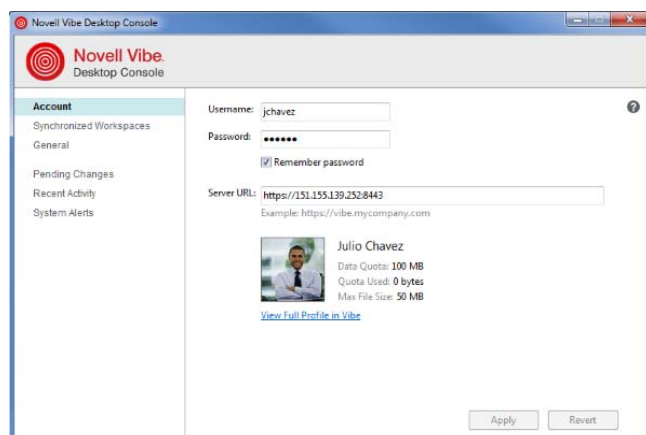 Novell Vibe Desktop Console
Novell Vibe.
Desktop Console
Account
Synchronized Workspaces
General
Pending Changes
Recent Activity
System Alerts
Username: jchavez
Password: ••••••
Remember password
Server URL: https://151.155.139.252:8443
Example: https://vibe.mycompany.com
Julio Chavez
Data Quota: 100 MB
Quota Used: 0 bytes
Max File Size: 50 MB
View Full Profile in Vibe
Apply Revert